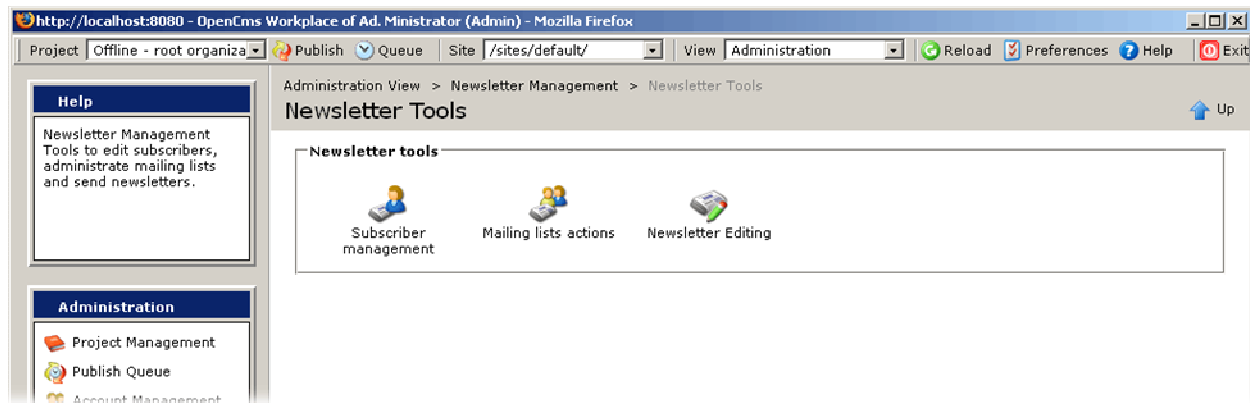 http://localhost:8080 - OpenCms Workplace of Ad. Ministrator (Admin) - Mozilla Firefox
Project Offline - root organiza Publish Queue Site /sites/default/ View Administration Reload Preferences Help Exit
Help
Newsletter Management
Tools to edit subscribers,
administrate mailing lists
and send newsletters.
Administration
Project Management
Publish Queue
Account Management
Administration View > Newsletter Management > Newsletter Tools
Newsletter Tools
Up
Newsletter tools
Subscriber
management
Mailing lists actions
Newsletter Editing